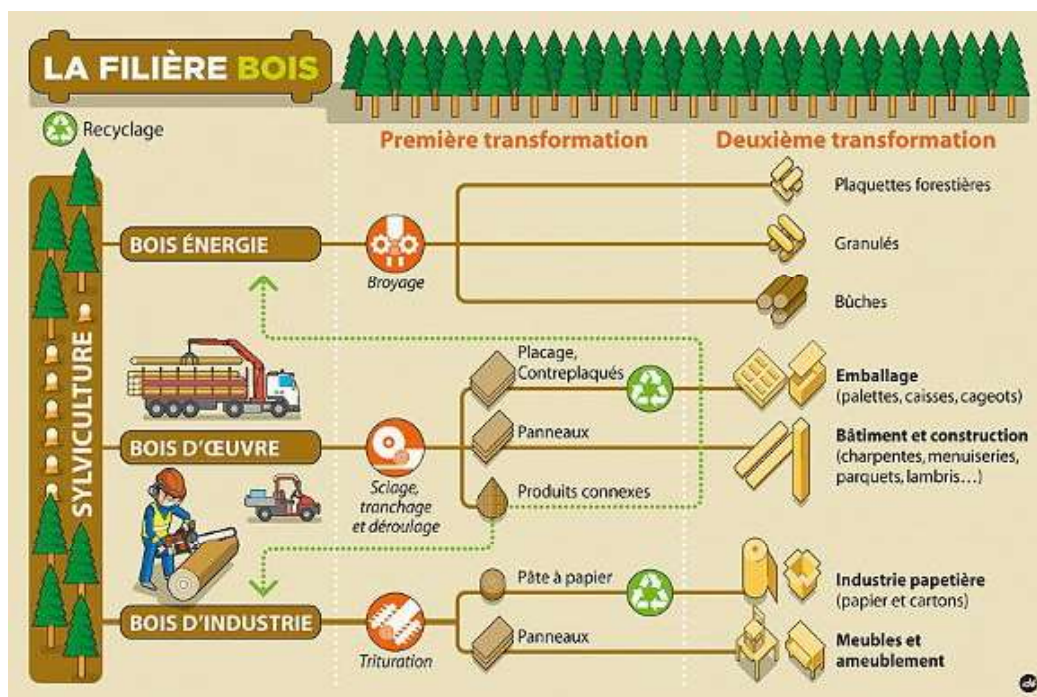 LA FILIÈRE BOIS
Recyclage
Première transformation
Deuxième transformation
SYLVICULTURE
BOIS ÉNERGIE
Broyage
Plaquettes forestières
Granulés
Bûches
BOIS D'ŒUVRE
Sciage,
tranchage
et déroulage
Placage,
Contreplaqués
Panneaux
Produits connexes
Emballage
(palettes, caisses, cageots)
Bâtiment et construction
(charpentes, menuiseries,
parquets, lambris...)
BOIS D'INDUSTRIE
Trituration
Pâte à papier
Panneaux
Industrie papetière
(papier et cartons)
Meubles et
ameublement